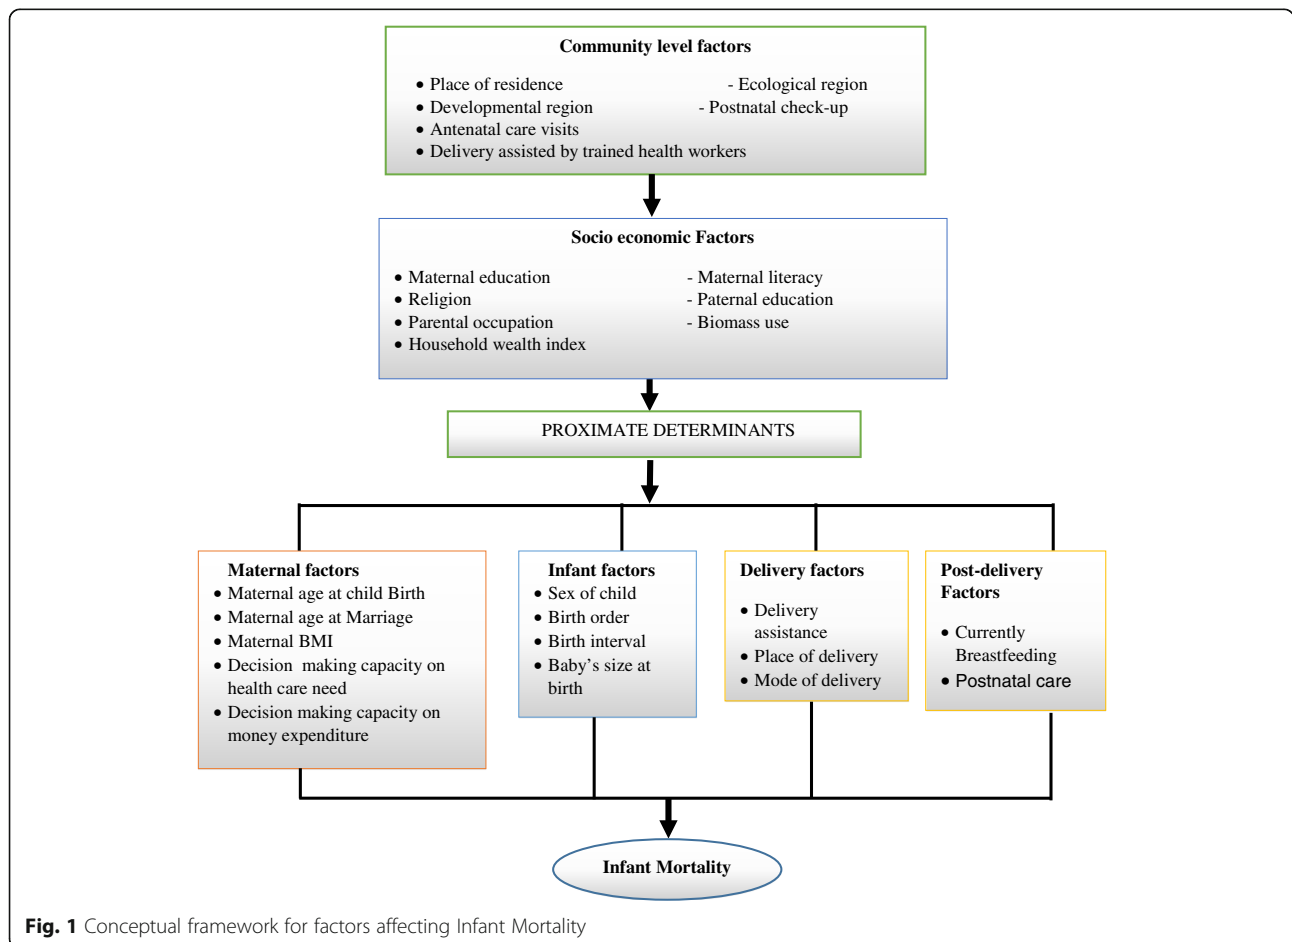 Community level factors
• Place of residence - Ecological region
• Developmental region - Postnatal check-up
• Antenatal care visits
• Delivery assisted by trained health workers
Socio economic Factors
• Maternal education - Maternal literacy
• Religion - Paternal education
• Parental occupation - Biomass use
• Household wealth index
PROXIMATE DETERMINANTS
Maternal factors
• Maternal age at child Birth
• Maternal age at Marriage
• Maternal BMI
• Decision making capacity on
health care need
• Decision making capacity on
money expenditure
Infant factors
• Sex of child
• Birth order
• Birth interval
• Baby's size at
birth
Delivery factors
• Delivery
assistance
• Place of delivery
• Mode of delivery
Post-delivery
Factors
• Currently
Breastfeeding
• Postnatal care
Infant Mortality
Fig. 1 Conceptual framework for factors affecting Infant Mortality